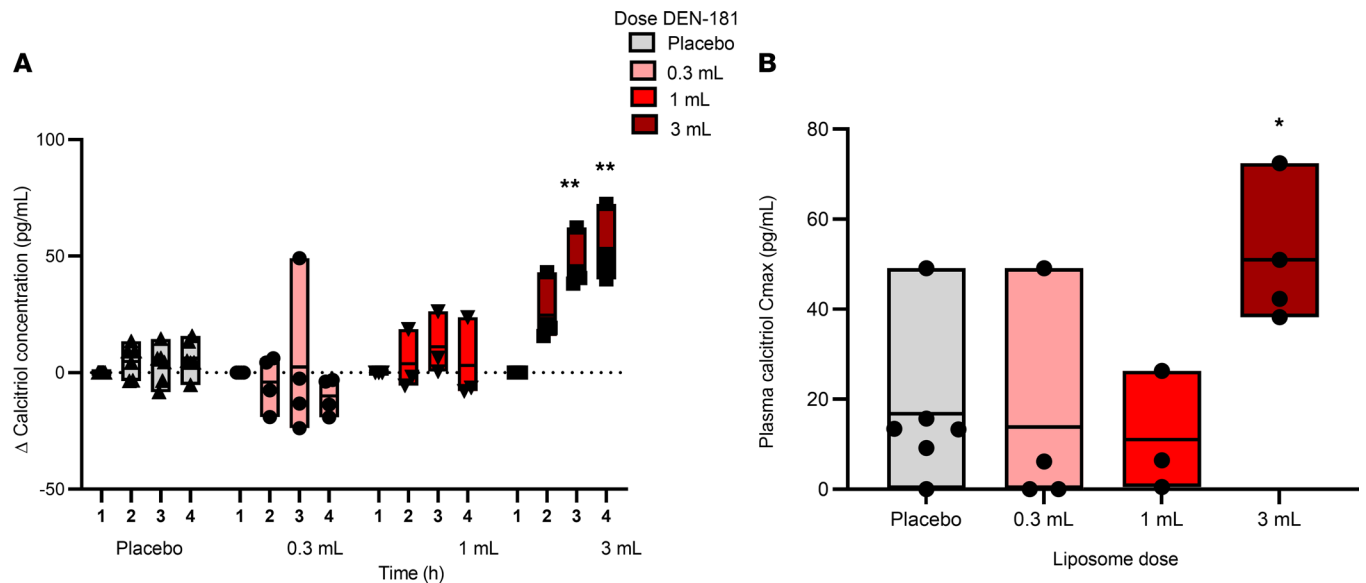 Dose DEN-181
Placebo
0.3 mL
1 mL
3 mL
A
Δ Calcitriol concentration (pg/mL)
100
50
0
-50
** **
1 2 3 4 1 2 3 4 1 2 3 4 1 2 3 4
Placebo 0.3 mL 1 mL 3 mL
Time (h)
B
Plasma calcitriol Cmax (pg/mL)
80
60
40
20
0
*
Placebo 0.3 mL 1 mL 3 mL
Liposome dose